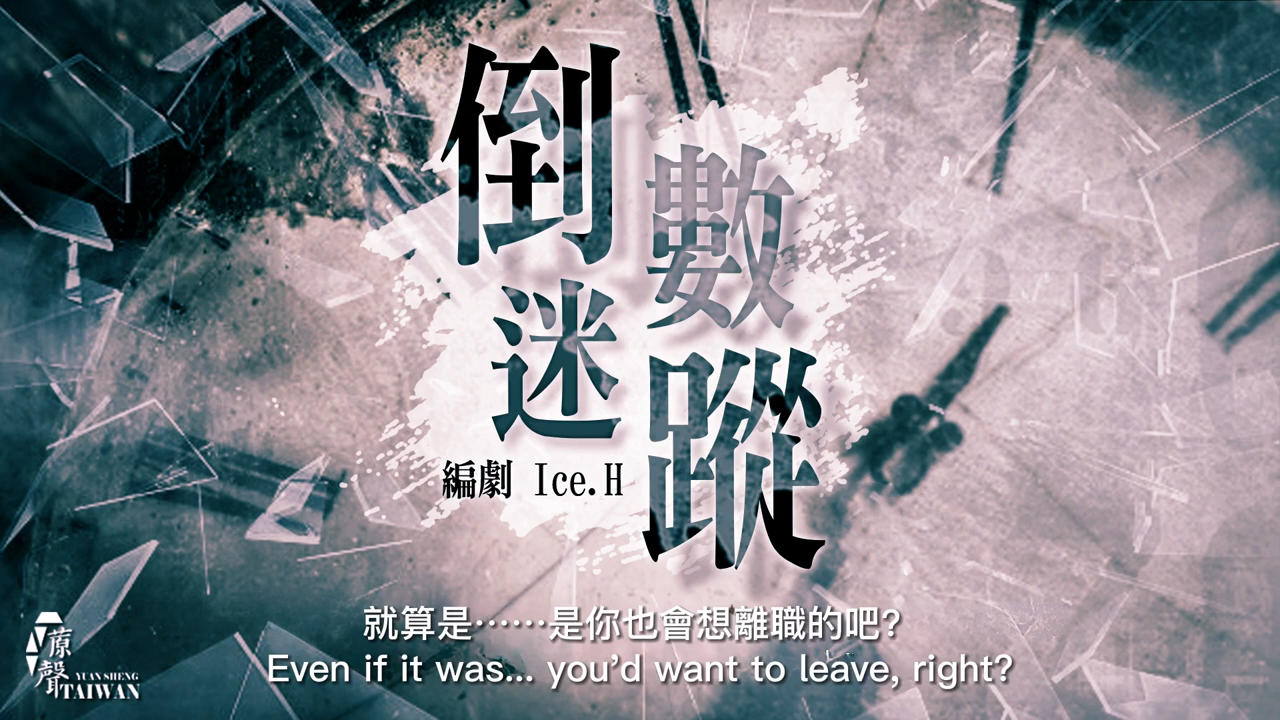 倒數
迷蹤
編劇 Ice.H
就算是……是你也會想離職的吧?
Even if it was... you'd want to leave, right?
原聲
YUAN SHENG
TAIWAN